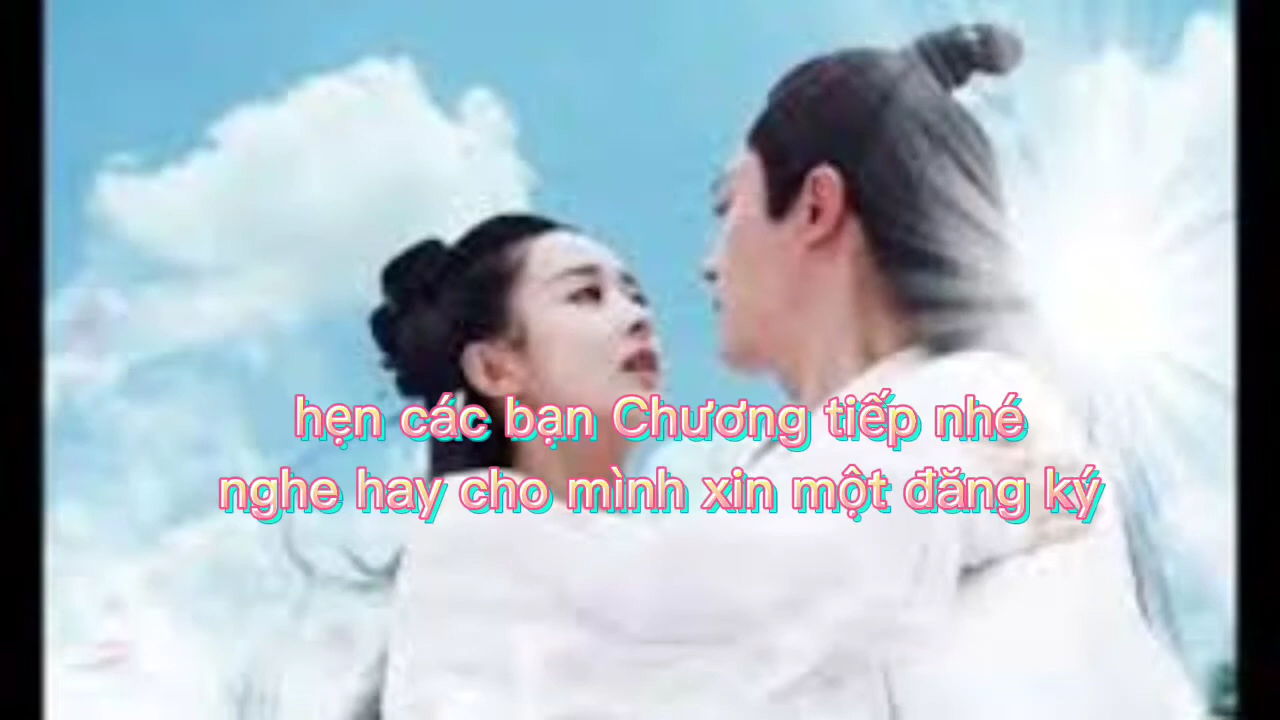 hẹn các bạn Chương tiếp nhé
nghe hay cho mình xin một đăng ký